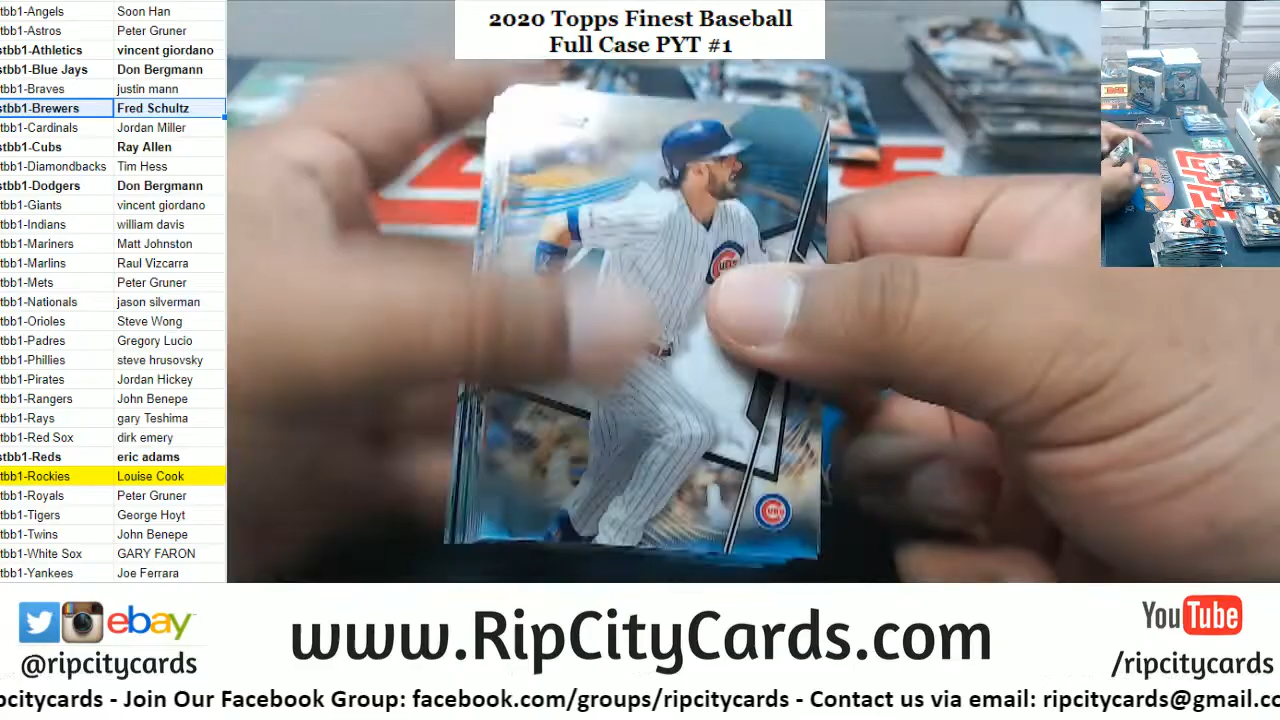 2020 Topps Finest Baseball
Full Case PYT #1
tbb1-Angels Soon Han
tbb1-Astros Peter Gruner
stbb1-Athletics vincent giordano
stbb1-Blue Jays Don Bergmann
tbb1-Braves justin mann
stbb1-Brewers Fred Schultz
tbb1-Cardinals Jordan Miller
stbb1-Cubs Ray Allen
tbb1-Diamondbacks Tim Hess
stbb1-Dodgers Don Bergmann
tbb1-Giants vincent giordano
tbb1-Indians william davis
tbb1-Mariners Matt Johnston
tbb1-Marlins Raul Vizcarra
tbb1-Mets Peter Gruner
tbb1-Nationals jason silverman
tbb1-Orioles Steve Wong
tbb1-Padres Gregory Lucio
tbb1-Phillies steve hrusovsky
tbb1-Pirates Jordan Hickey
tbb1-Rangers John Benepe
tbb1-Rays gary Teshima
tbb1-Red Sox dirk emery
stbb1-Reds eric adams
tbb1-Rockies Louise Cook
tbb1-Royals Peter Gruner
tbb1-Tigers George Hoyt
tbb1-Twins John Benepe
tbb1-White Sox GARY FARON
tbb1-Yankees Joe Ferrara
CUBS
ebay
@ripcitycards
www.RipCityCards.com
YouTube
/ripcitycards
pcitycards - Join Our Facebook Group: facebook.com/groups/ripcitycards - Contact us via email: ripcitycards@gmail.co